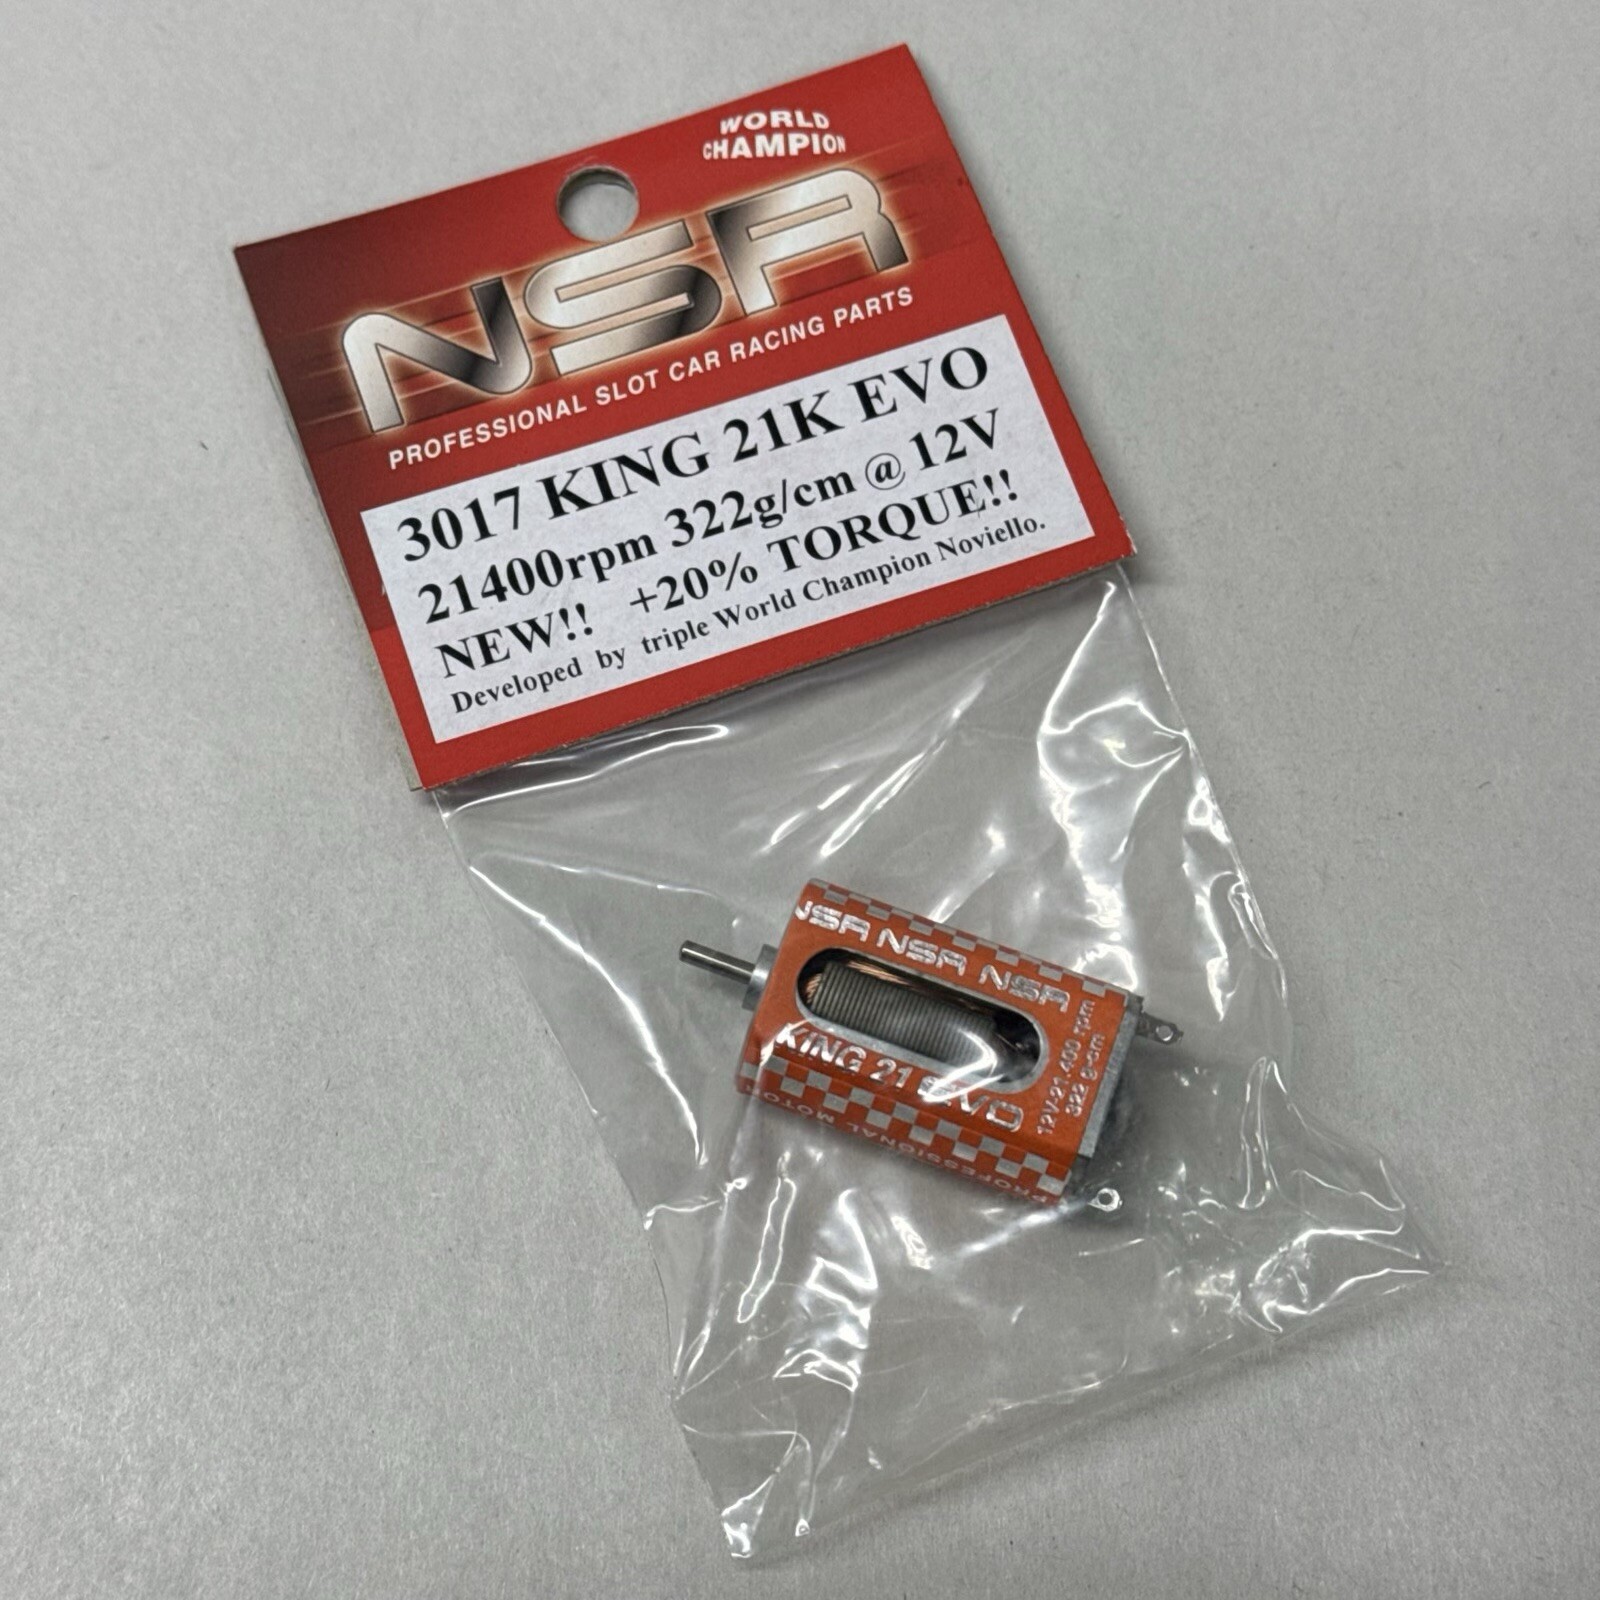 WORLD
CHAMPION
NSR
PROFESSIONAL SLOT CAR RACING PARTS
3017 KING 21K EVO
21400rpm 322g/cm @ 12V
NEW!! +20% TORQUE!!
Developed by triple World Champion Noviello.
NSR NSR NSR
KING 21 EVO
12V-21.400 rpm
322 g-cm
PROFESSIONAL MOTOR